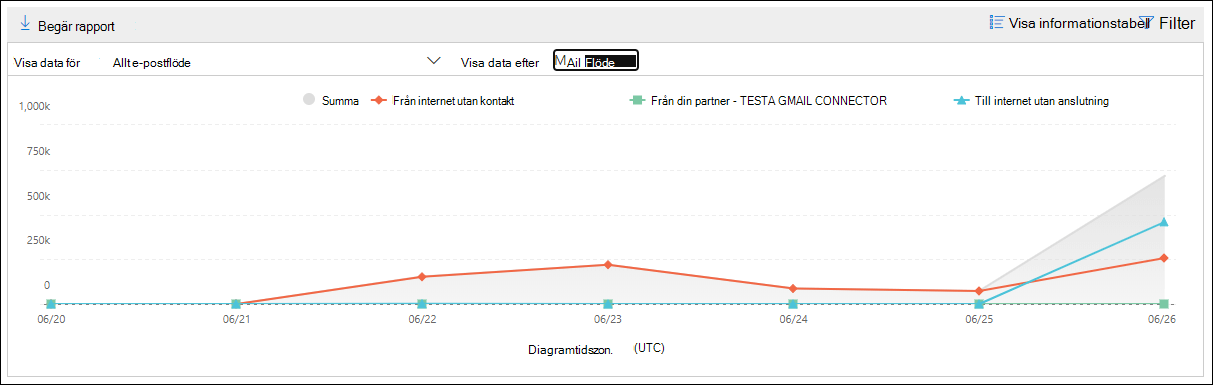 Begär rapport
Visa informationstabell Filter
Visa data för Allt e-postflöde Visa data efter MAil Flöde
Summa Från internet utan kontakt Från din partner - TESTA GMAIL CONNECTOR Till internet utan anslutning
1,000k
750k
500k
250k
0
06/20 06/21 06/22 06/23 06/24 06/25 06/26
Diagramtidszon. (UTC)